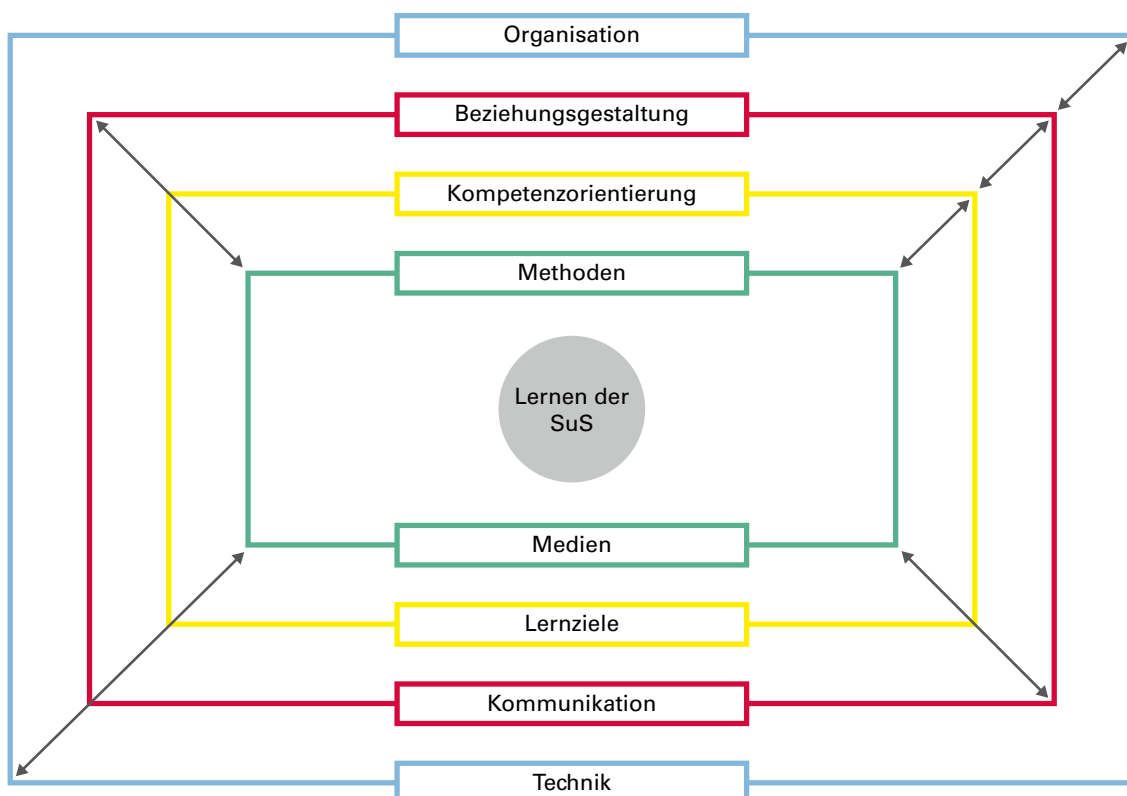 Organisation
Beziehungsgestaltung
Kompetenzorientierung
Methoden
Lernen der
SuS
Medien
Lernziele
Kommunikation
Technik